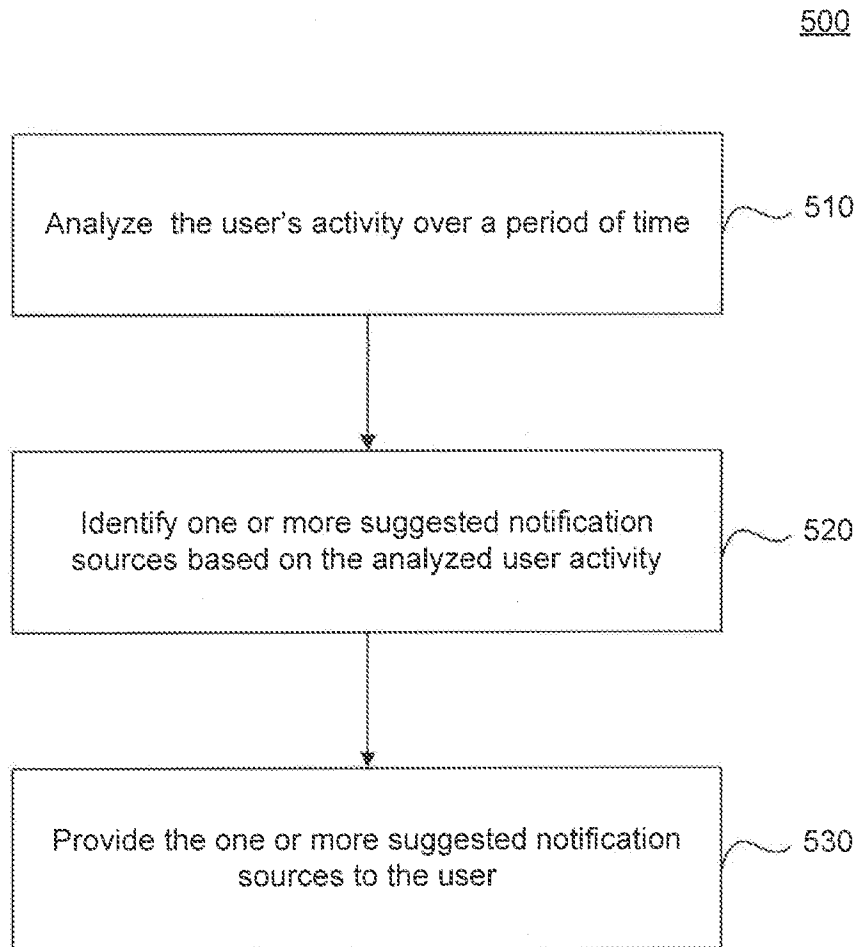 500
Analyze the user's activity over a period of time
510
Identify one or more suggested notification
sources based on the analyzed user activity
520
Provide the one or more suggested notification
sources to the user
530